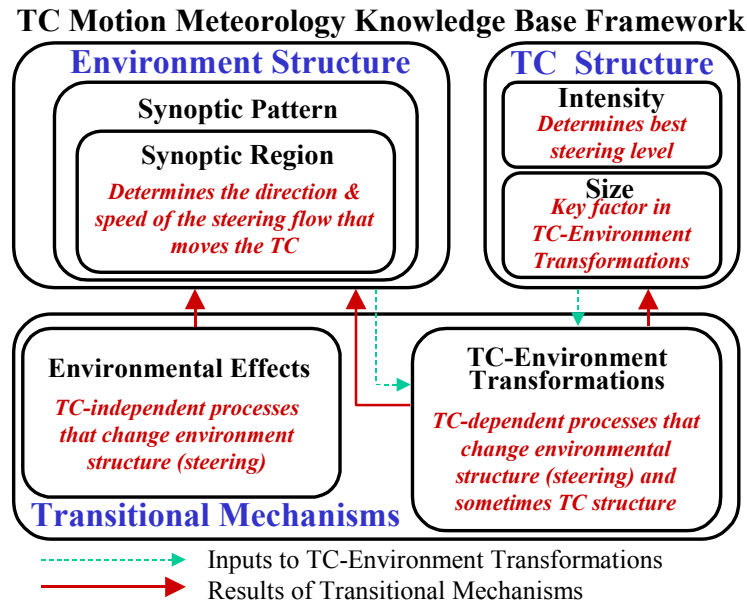 TC Motion Meteorology Knowledge Base Framework
Environment Structure
Synoptic Pattern
Synoptic Region
Determines the direction &
speed of the steering flow that
moves the TC
TC Structure
Intensity
Determines best
steering level
Size
Key factor in
TC-Environment
Transformations
Environmental Effects
TC-independent processes
that change environment
structure (steering)
TC-Environment
Transformations
TC-dependent processes that
change environmental
structure (steering) and
sometimes TC structure
Transitional Mechanisms
Inputs to TC-Environment Transformations
Results of Transitional Mechanisms